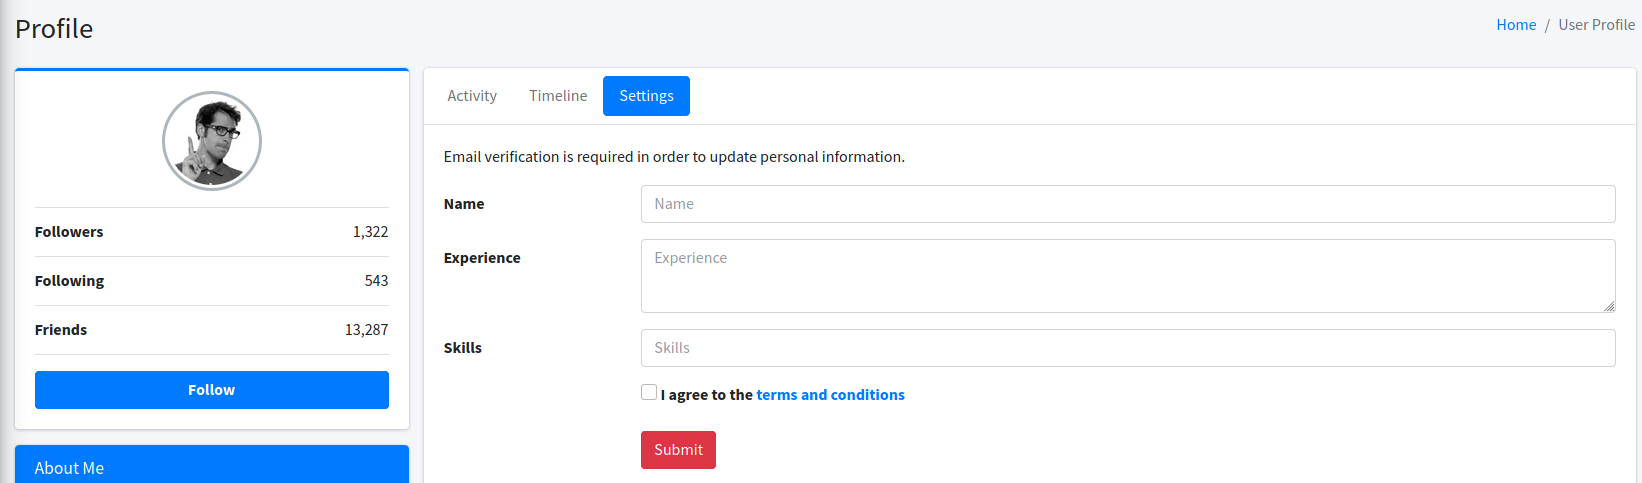 Profile
Home / User Profile
Followers 1,322
Following 543
Friends 13,287
Follow
About Me
Activity Timeline Settings
Email verification is required in order to update personal information.
Name Name
Experience Experience
Skills Skills
I agree to the terms and conditions
Submit